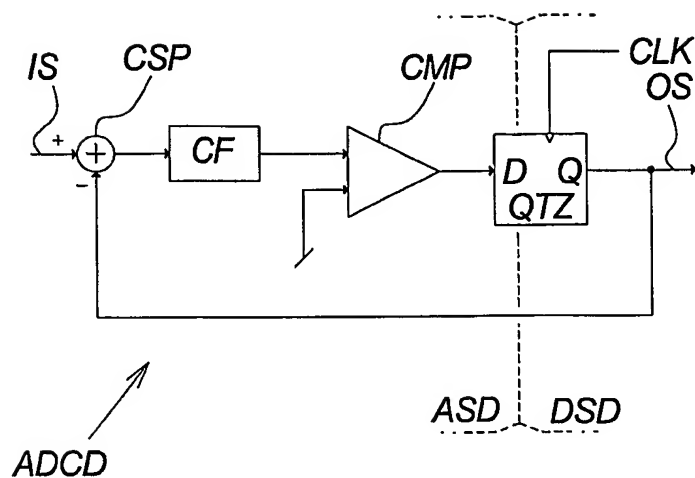 IS
CSP
CMP
CLK
OS
+
+
CF
−
D Q
QTZ
ASD DSD
ADCD